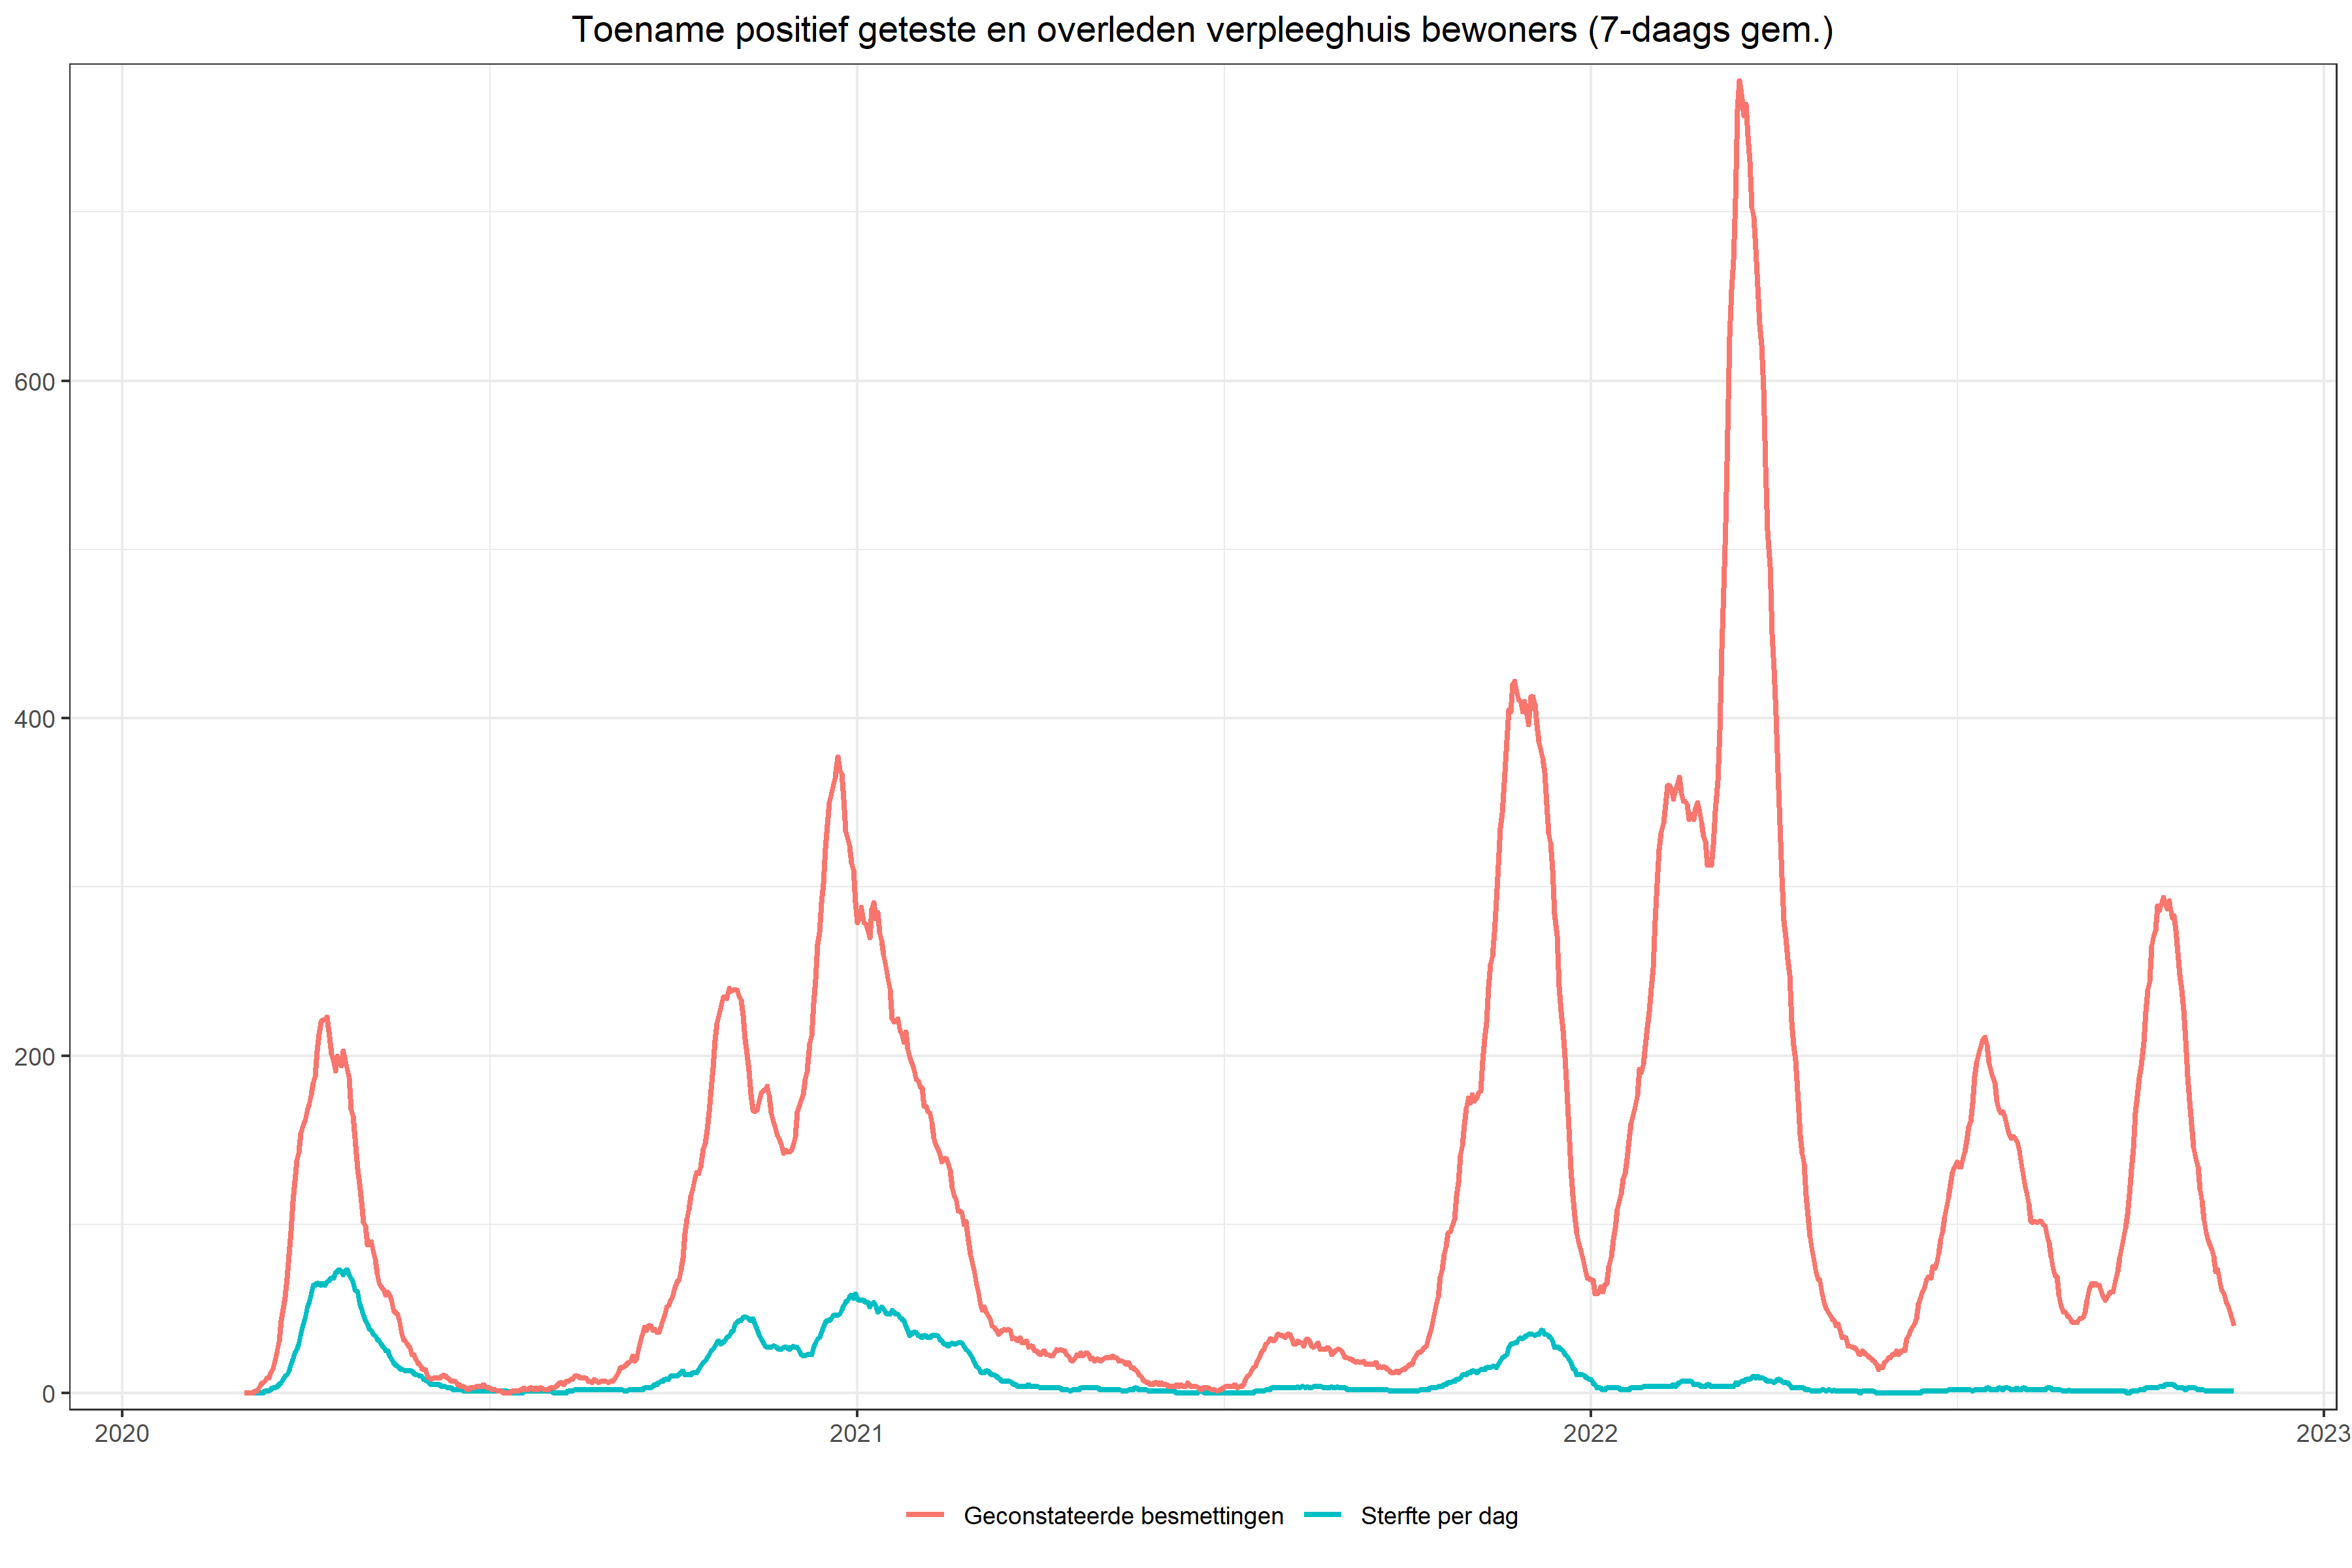 Toename positief geteste en overleden verpleeghuis bewoners (7-daags gem.)
600
400
200
0
2020 2021 2022 2023
Geconstateerde besmettingen Sterfte per dag